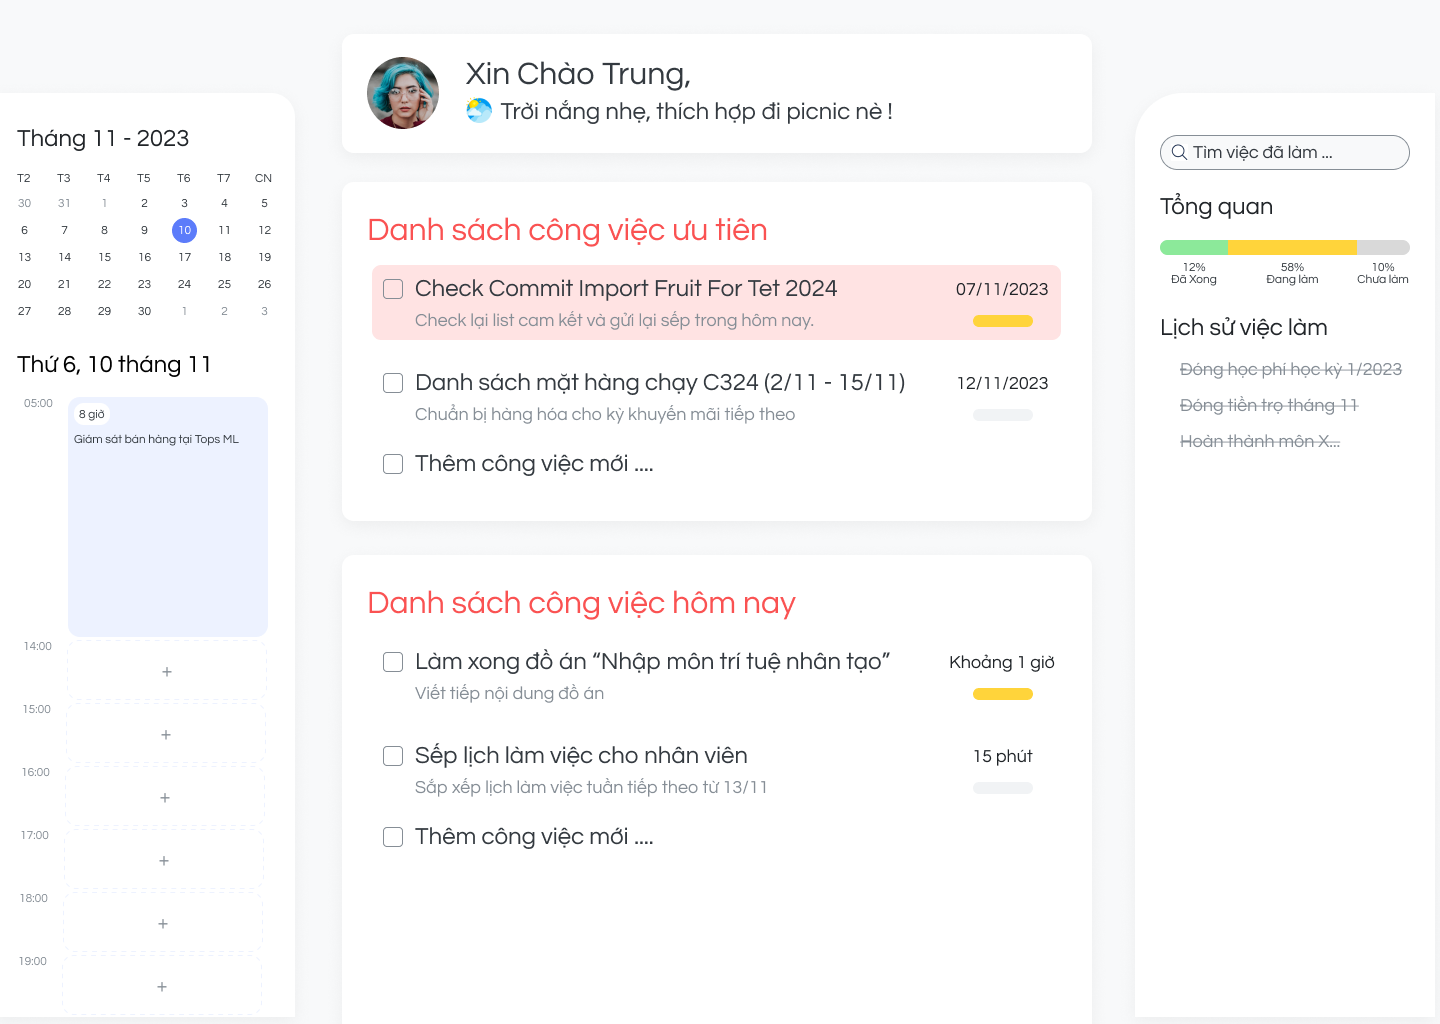 Tháng 11 - 2023
T2 T3 T4 T5 T6 T7 CN
30 31 1 2 3 4 5
6 7 8 9 10 11 12
13 14 15 16 17 18 19
20 21 22 23 24 25 26
27 28 29 30 1 2 3
Thứ 6, 10 tháng 11
05:00
8 giờ
Giám sát bán hàng tại Tops ML
14:00
+
15:00
+
16:00
+
17:00
+
18:00
+
19:00
+
Xin Chào Trung,
Trời nắng nhẹ, thích hợp đi picnic nè !
Danh sách công việc ưu tiên
Check Commit Import Fruit For Tet 2024 07/11/2023
Check lại list cam kết và gửi lại sếp trong hôm nay.
Danh sách mặt hàng chạy C324 (2/11 - 15/11) 12/11/2023
Chuẩn bị hàng hóa cho kỳ khuyến mãi tiếp theo
Thêm công việc mới ....
Danh sách công việc hôm nay
Làm xong đồ án “Nhập môn trí tuệ nhân tạo” Khoảng 1 giờ
Viết tiếp nội dung đồ án
Sếp lịch làm việc cho nhân viên 15 phút
Sắp xếp lịch làm việc tuần tiếp theo từ 13/11
Thêm công việc mới ....
Tìm việc đã làm ...
Tổng quan
12% 58% 10%
Đã Xong Đang làm Chưa làm
Lịch sử việc làm
Đóng học phí học kỳ 1/2023
Đóng tiền trọ tháng 11
Hoàn thành môn X...